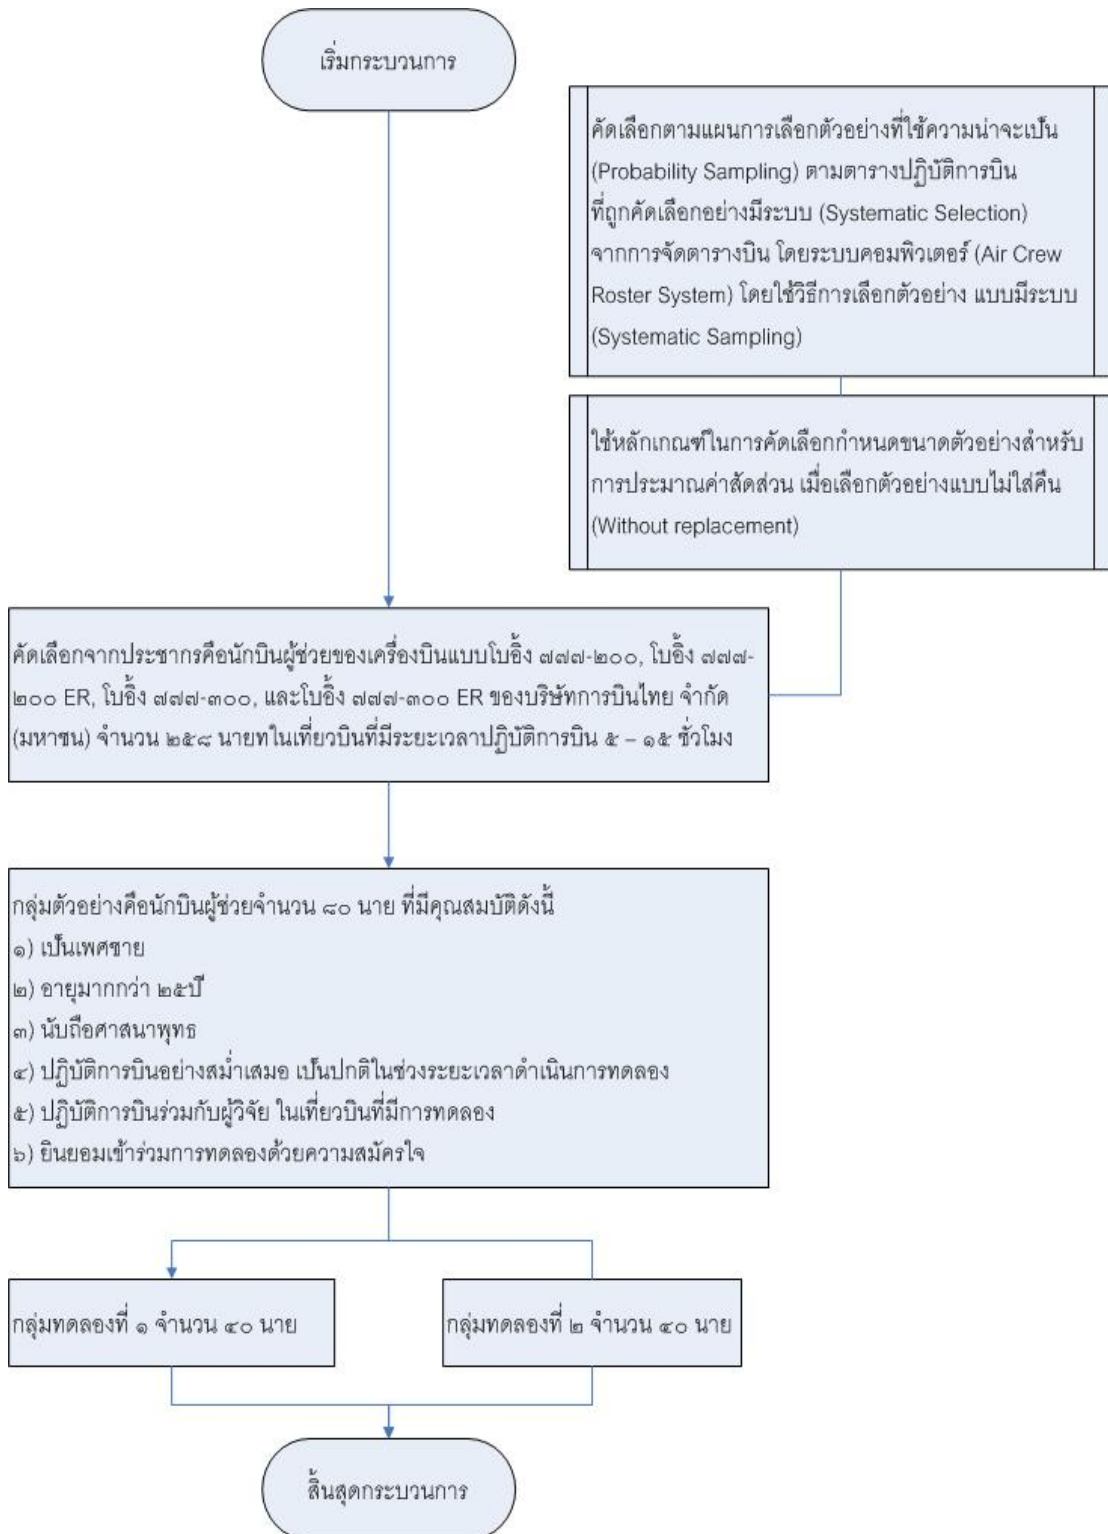 เริ่มกระบวนการ
คัดเลือกตามแผนการเลือกตัวอย่างที่ใช้ความน่าจะเป็น
(Probability Sampling) ตามตารางปฏิบัติการบิน
ที่ถูกคัดเลือกอย่างมีระบบ (Systematic Selection)
จากการจัดตารางบิน โดยระบบคอมพิวเตอร์ (Air Crew
Roster System) โดยใช้วิธีการเลือกตัวอย่าง แบบมีระบบ
(Systematic Sampling)
ใช้หลักเกณฑ์ในการคัดเลือกกำหนดขนาดตัวอย่างสำหรับ
การประมาณค่าสัดส่วน เมื่อเลือกตัวอย่างแบบไม่ใส่คืน
(Without replacement)
คัดเลือกจากประชากรคือนักบินผู้ช่วยของเครื่องบินแบบโบอิ้ง ๗๗๗-๒๐๐, โบอิ้ง ๗๗๗-
๒๐๐ ER, โบอิ้ง ๗๗๗-๓๐๐, และโบอิ้ง ๗๗๗-๓๐๐ ER ของบริษัทการบินไทย จำกัด
(มหาชน) จำนวน ๒๕๘ นายทในเที่ยวบินที่มีระยะเวลาปฏิบัติการบิน ๕ – ๑๕ ชั่วโมง
กลุ่มตัวอย่างคือนักบินผู้ช่วยจำนวน ๘๐ นาย ที่มีคุณสมบัติดังนี้
๑) เป็นเพศชาย
๒) อายุมากกว่า ๒๕ปี
๓) นับถือศาสนาพุทธ
๔) ปฏิบัติการบินอย่างสม่ำเสมอ เป็นปกติในช่วงระยะเวลาดำเนินการทดลอง
๕) ปฏิบัติการบินร่วมกับผู้วิจัย ในเที่ยวบินที่มีการทดลอง
๖) ยินยอมเข้าร่วมการทดลองด้วยความสมัครใจ
กลุ่มทดลองที่ ๑ จำนวน ๔๐ นาย
กลุ่มทดลองที่ ๒ จำนวน ๔๐ นาย
สิ้นสุดกระบวนการ